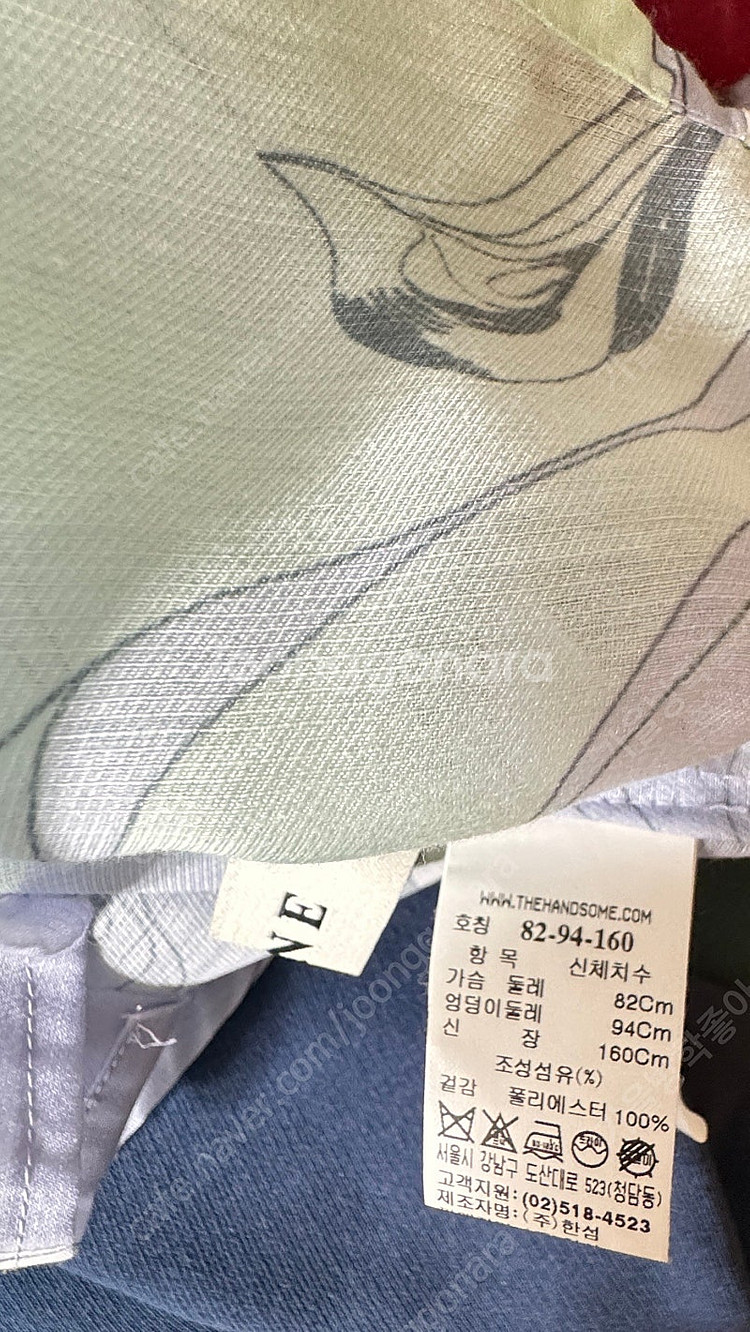 NE
WWW.THEHANDSOME.COM
호칭 82-94-160
항 목 신체치수
가슴 둘레 82Cm
엉덩이둘레 94Cm
신 장 160Cm
조성섬유(%)
겉감 폴리에스터 100%
드라이
서울시 강남구 도산대로 523(청담동)
고객지원:(02)518-4523
제조자명:(주)한섬